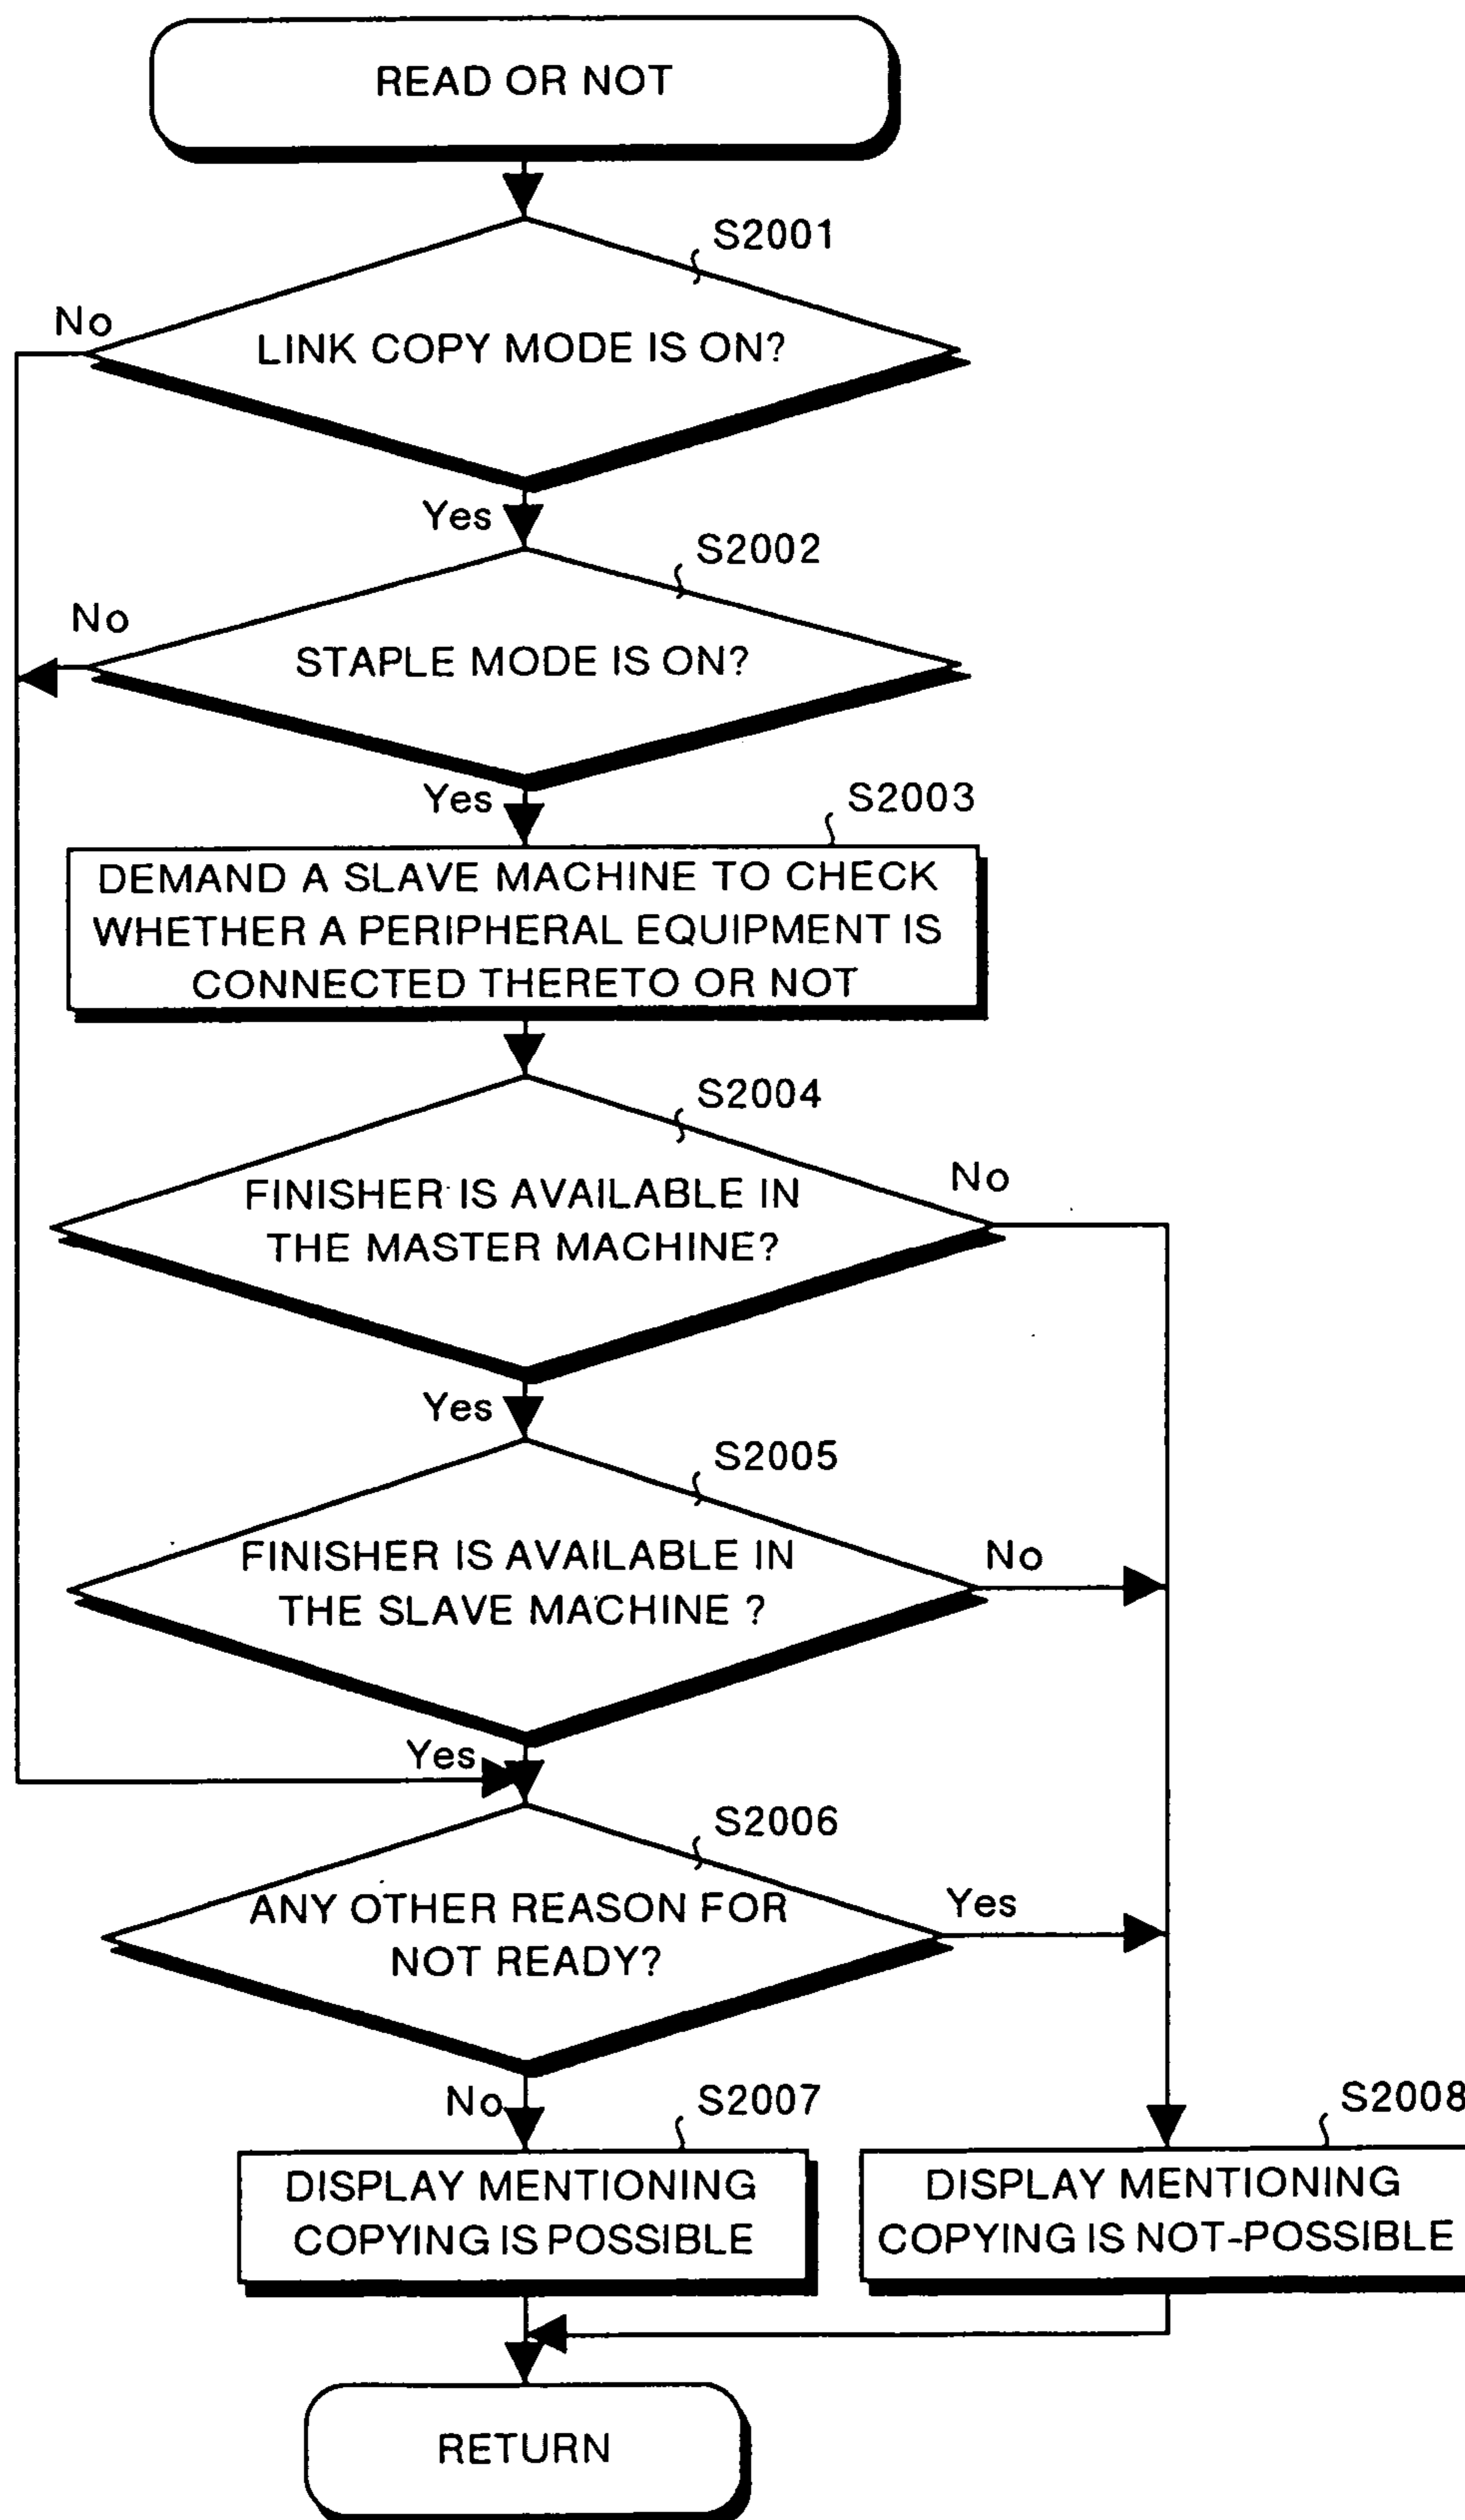 READ OR NOT
S2001
No
LINK COPY MODE IS ON?
Yes
S2002
No
STAPLE MODE IS ON?
Yes
S2003
DEMAND A SLAVE MACHINE TO CHECK
WHETHER A PERIPHERAL EQUIPMENT IS
CONNECTED THERETO OR NOT
S2004
No
FINISHER IS AVAILABLE IN
THE MASTER MACHINE?
Yes
S2005
No
FINISHER IS AVAILABLE IN
THE SLAVE MACHINE ?
Yes
S2006
Yes
ANY OTHER REASON FOR
NOT READY?
No
S2007
DISPLAY MENTIONING
COPYING IS POSSIBLE
S2008
DISPLAY MENTIONING
COPYING IS NOT-POSSIBLE
RETURN